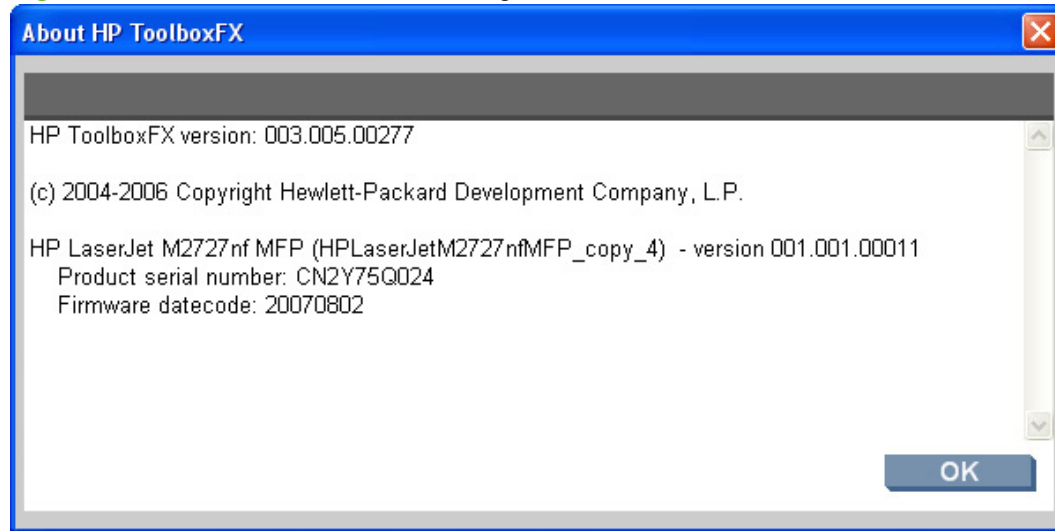 About HP ToolboxFX
HP ToolboxFX version: 003.005.00277
(c) 2004-2006 Copyright Hewlett-Packard Development Company, L.P.
HP LaserJet M2727nf MFP (HPLaserJetM2727nfMFP_copy_4) - version 001.001.00011
Product serial number: CN2Y75Q024
Firmware datecode: 20070802
OK